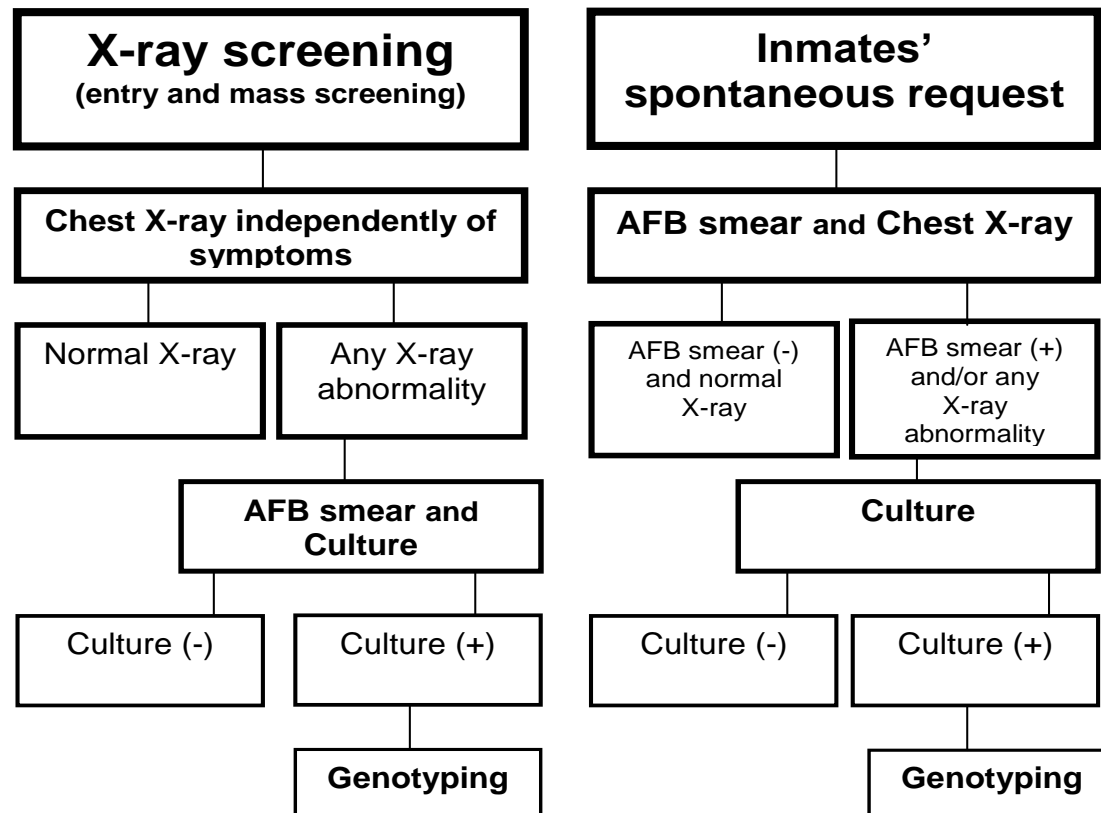 X-ray screening
(entry and mass screening)
Chest X-ray independently of
symptoms
Normal X-ray
Any X-ray
abnormality
AFB smear and
Culture
Culture (-)
Culture (+)
Genotyping
Inmates’
spontaneous request
AFB smear and Chest X-ray
AFB smear (-)
and normal
X-ray
AFB smear (+)
and/or any
X-ray
abnormality
Culture
Culture (-)
Culture (+)
Genotyping